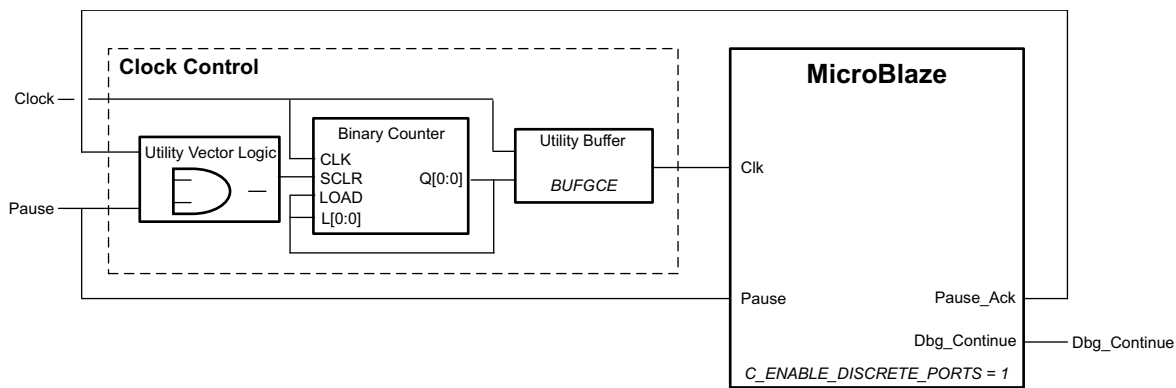 MicroBlaze
Clock Control
Clock
Binary Counter
Utility Vector Logic
Utility Buffer
CLK
SCLR
Q[0:0]
LOAD
L[0:0]
BUFGCE
Clk
Pause
Pause
Pause_Ack
Dbg_Continue
Dbg_Continue
C_ENABLE_DISCRETE_PORTS = 1